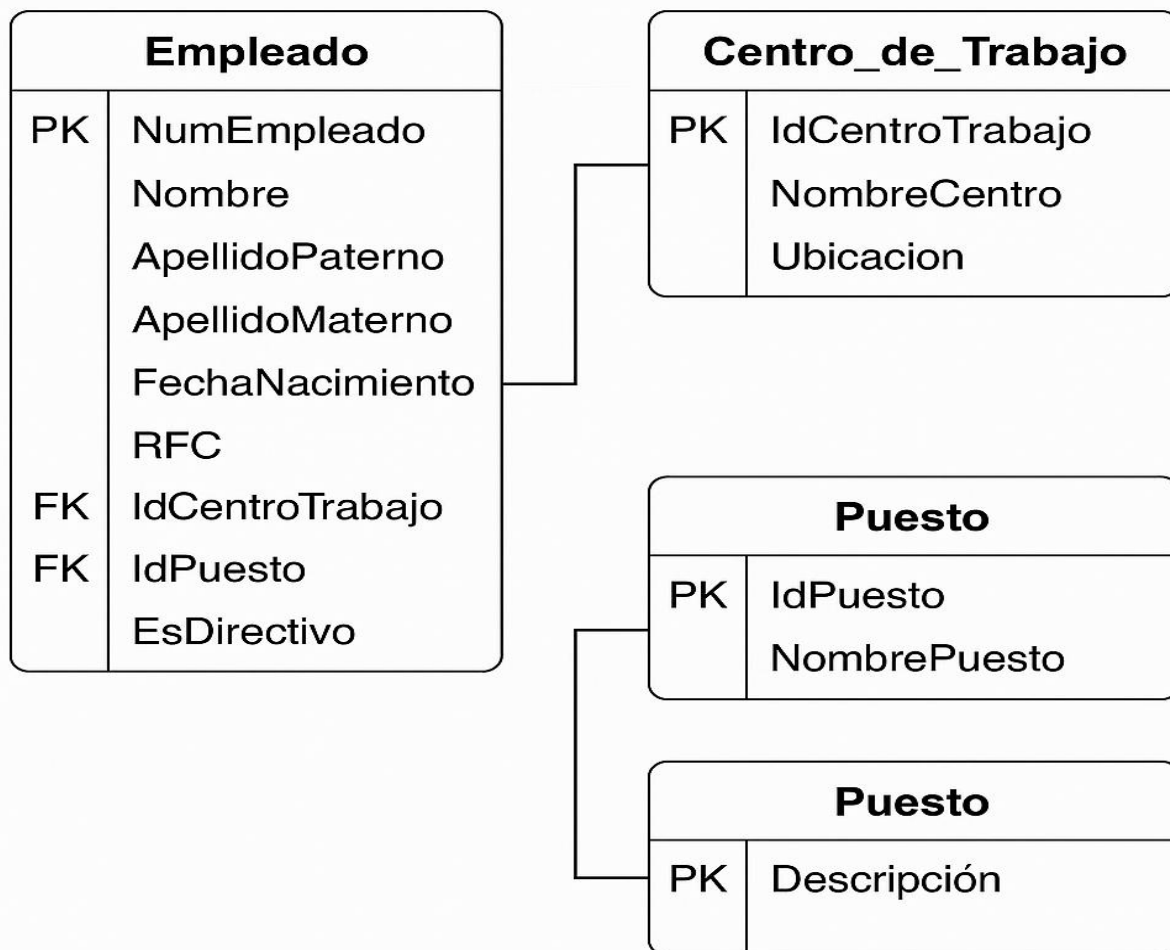 Empleado
PK NumEmpleado
Nombre
ApellidoPaterno
ApellidoMaterno
FechaNacimiento
RFC
FK IdCentroTrabajo
FK IdPuesto
EsDirectivo
Centro_de_Trabajo
PK IdCentroTrabajo
NombreCentro
Ubicacion
Puesto
PK IdPuesto
NombrePuesto
Puesto
PK Descripción